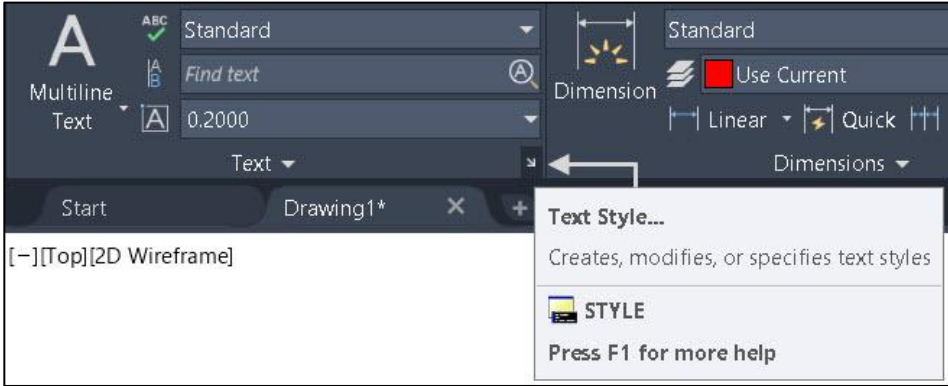 ABC
Standard
Standard
A
A
B
Find text
A
Use Current
Multiline
Text
Dimension
A
0.2000
Linear
Quick
Text
Dimensions
Start
Drawing1*
+
Text Style...
[−][Top][2D Wireframe]
Creates, modifies, or specifies text styles
STYLE
Press F1 for more help